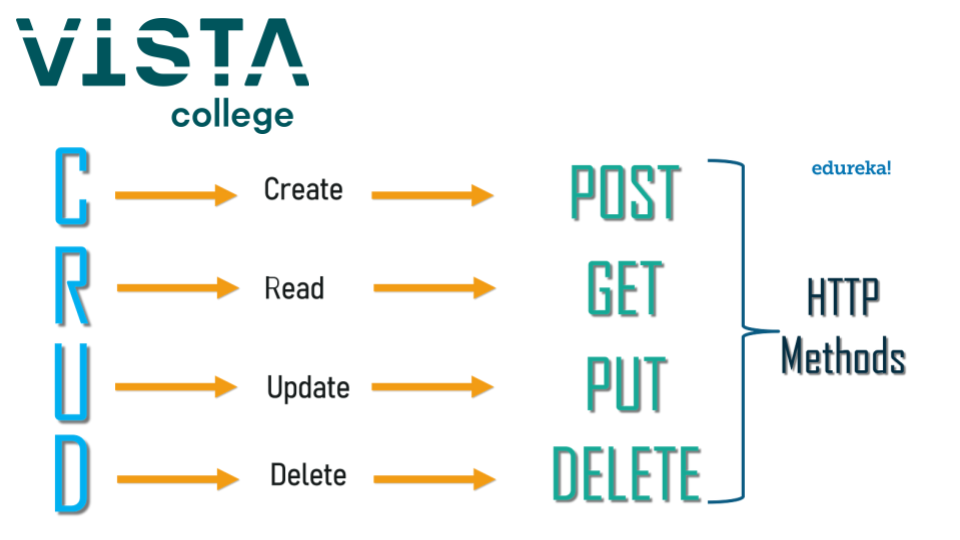 VISTA
college
edureka!
C Create POST
R Read GET
U Update PUT
D Delete DELETE
HTTP
Methods